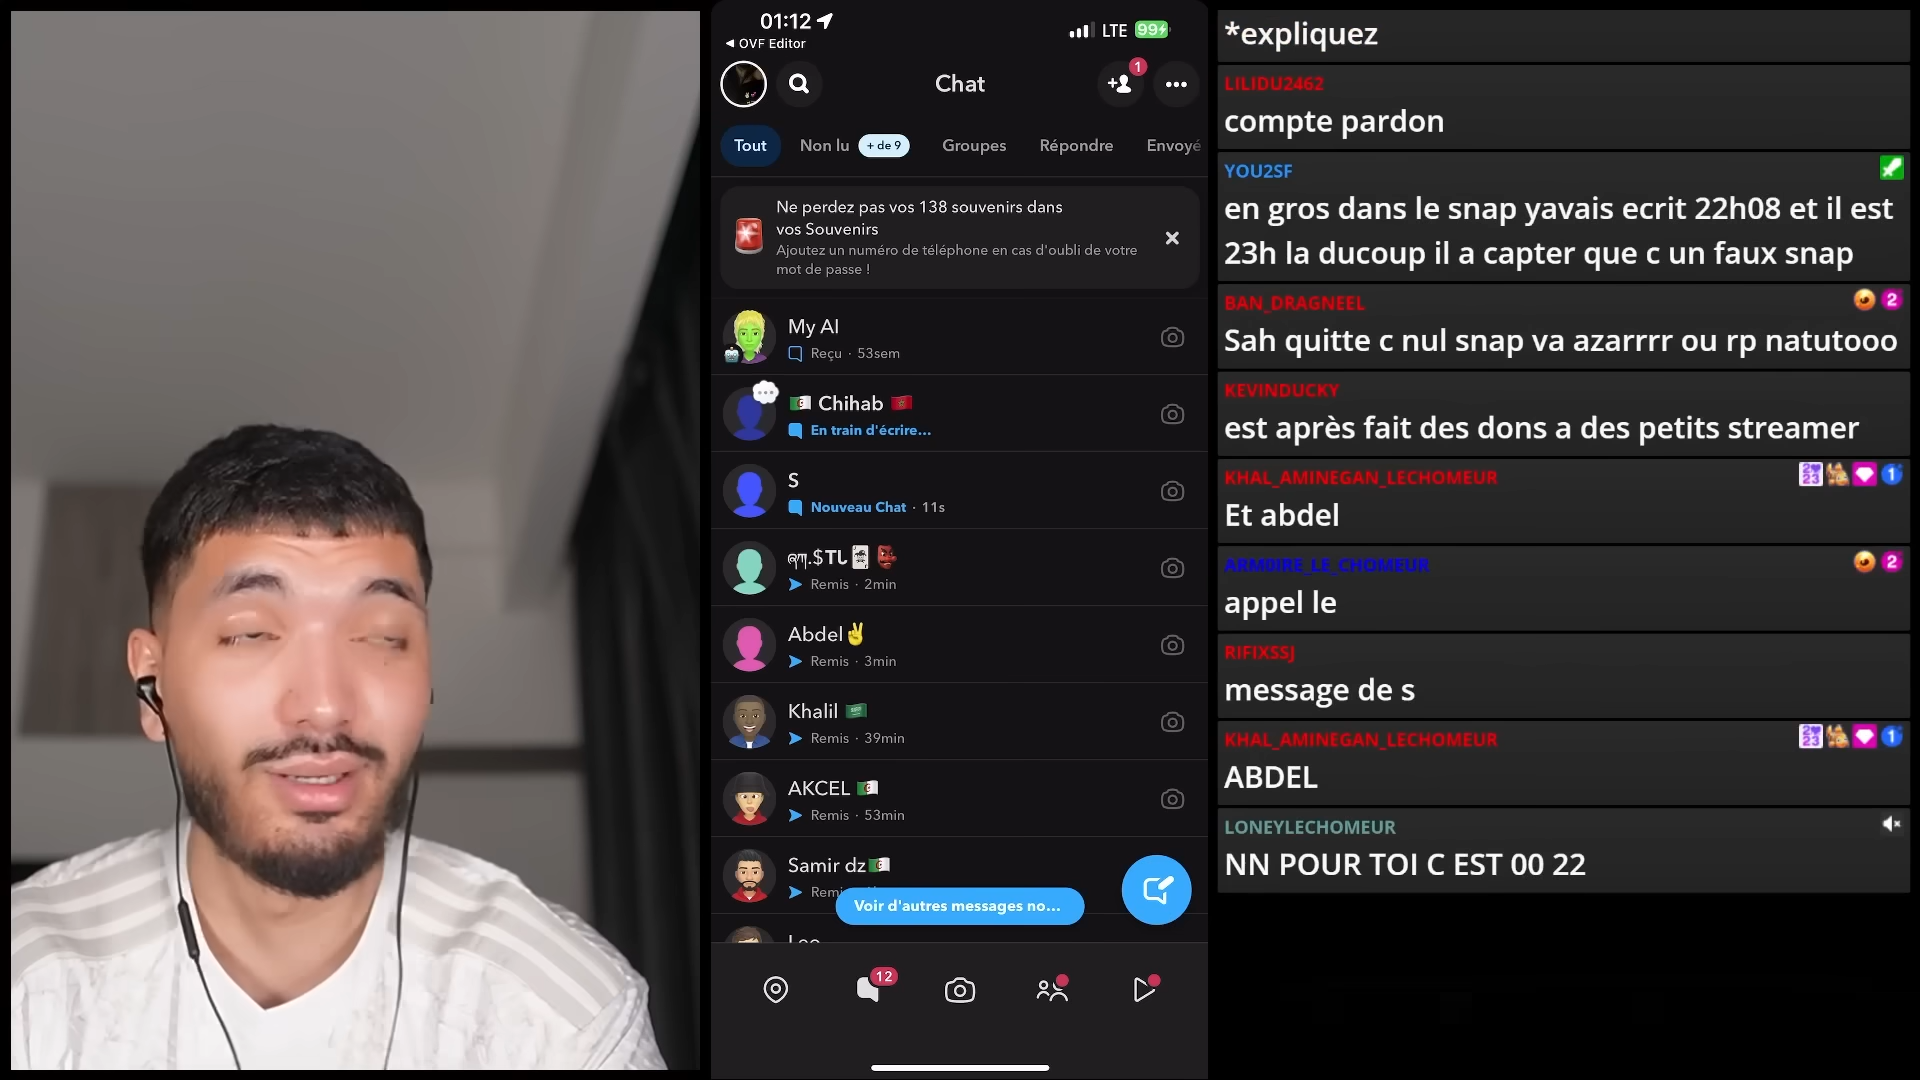 01:12
LTE
99
◀ OVF Editor
1
Chat
Tout
Non lu
+ de 9
Groupes
Répondre
Envoyé
Ne perdez pas vos 138 souvenirs dans
vos Souvenirs
Ajoutez un numéro de téléphone en cas d'oubli de votre
mot de passe !
My AI
Reçu · 53sem
🇩🇿 Chihab 🇲🇦
En train d'écrire...
S
Nouveau Chat · 11s
Remis · 2min
Abdel✌️
Remis · 3min
Khalil 🇸🇦
Remis · 39min
AKCEL 🇩🇿
Remis · 53min
Samir dz🇩🇿
Voir d'autres messages no...
12
*expliquez
LILIDU2462
compte pardon
YOU2SF
en gros dans le snap yavais ecrit 22h08 et il est
23h la ducoup il a capter que c un faux snap
BAN_DRAGNEEL
2
Sah quitte c nul snap va azarrrr ou rp natutooo
KEVINDUCKY
est après fait des dons a des petits streamer
KHAL_AMINEGAN_LECHOMEUR
1
Et abdel
ARM0IRE_LE_CHOMEUR
2
appel le
RIFIXSSJ
message de s
KHAL_AMINEGAN_LECHOMEUR
1
ABDEL
LONEYLECHOMEUR
NN POUR TOI C EST 00 22